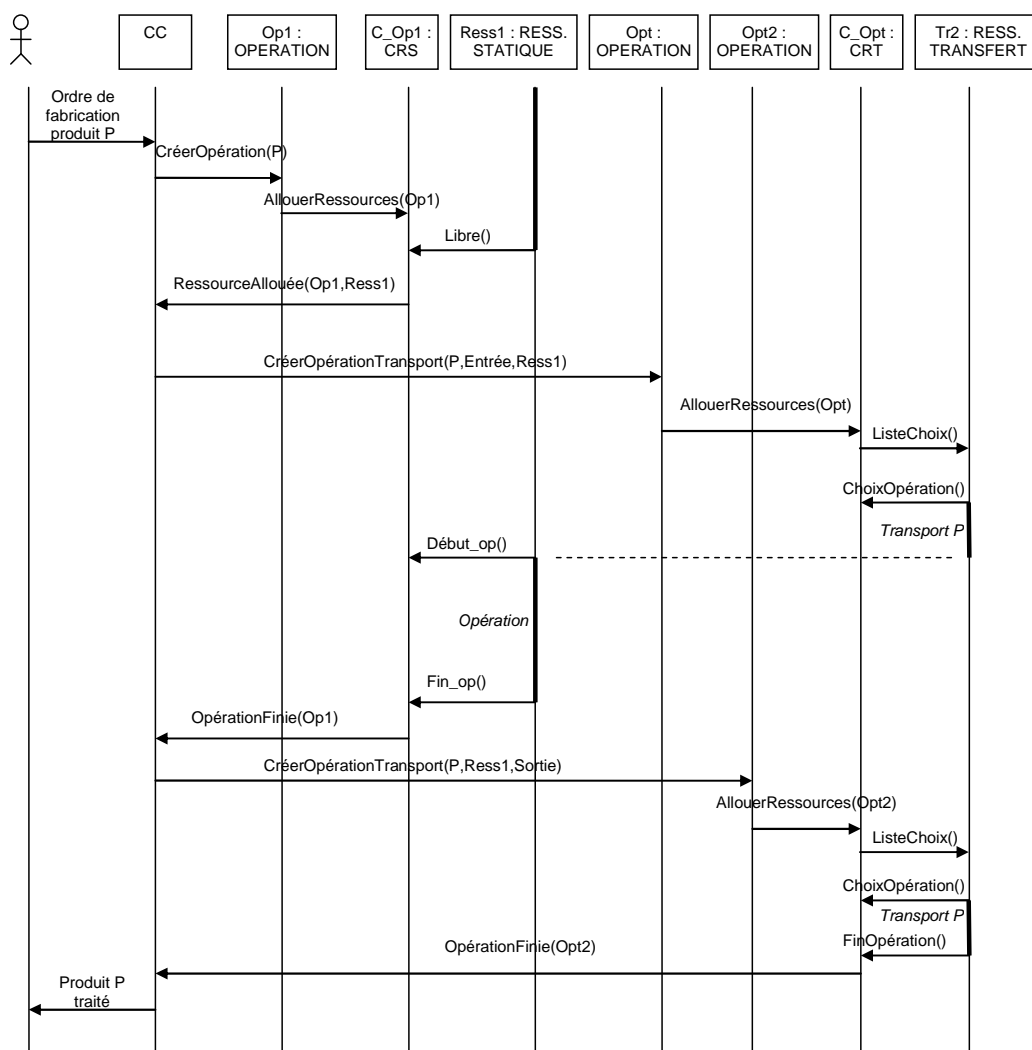 CC
Op1 :
OPERATION
C_Op1 :
CRS
Ress1 : RESS.
STATIQUE
Opt :
OPERATION
Opt2 :
OPERATION
C_Opt :
CRT
Tr2 : RESS.
TRANSFERT
Ordre de
fabrication
produit P
CréerOpération(P)
AllouerRessources(Op1)
Libre()
RessourceAllouée(Op1,Ress1)
CréerOpérationTransport(P,Entrée,Ress1)
AllouerRessources(Opt)
ListeChoix()
ChoixOpération()
Transport P
Début_op()
Opération
Fin_op()
OpérationFinie(Op1)
CréerOpérationTransport(P,Ress1,Sortie)
AllouerRessources(Opt2)
ListeChoix()
ChoixOpération()
Transport P
FinOpération()
OpérationFinie(Opt2)
Produit P
traité